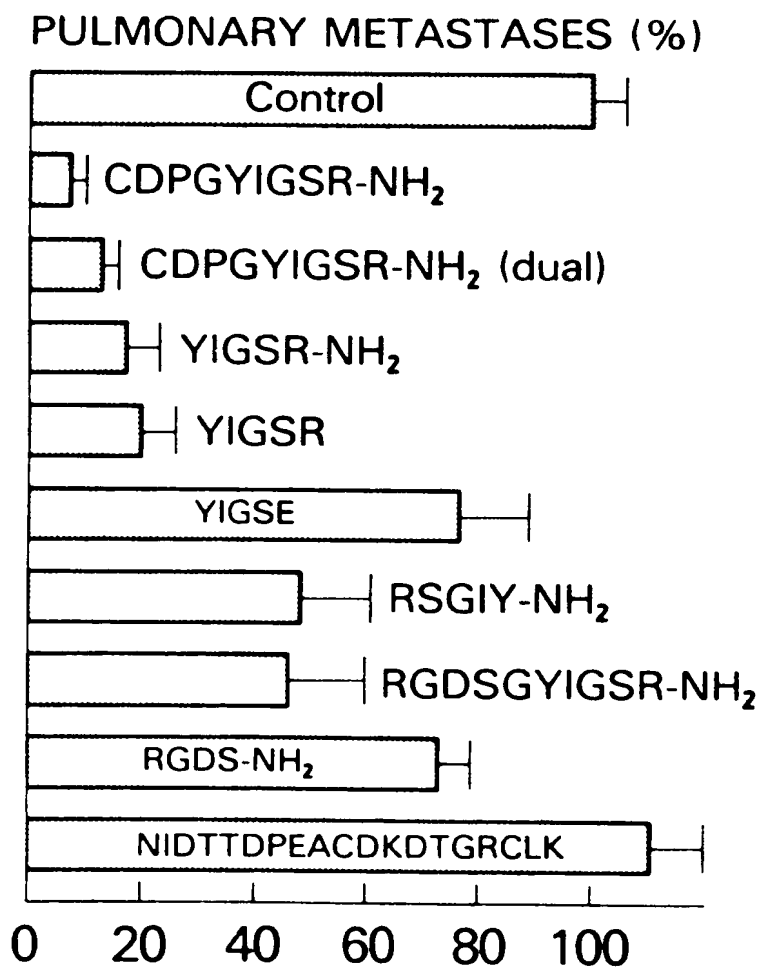 PULMONARY METASTASES (%)
Control
CDPGYIGSR-NH₂
CDPGYIGSR-NH₂ (dual)
YIGSR-NH₂
YIGSR
YIGSE
RSGIY-NH₂
RGDSGYIGSR-NH₂
RGDS-NH₂
NIDTTDPEACDKDTGRCLK
0 20 40 60 80 100